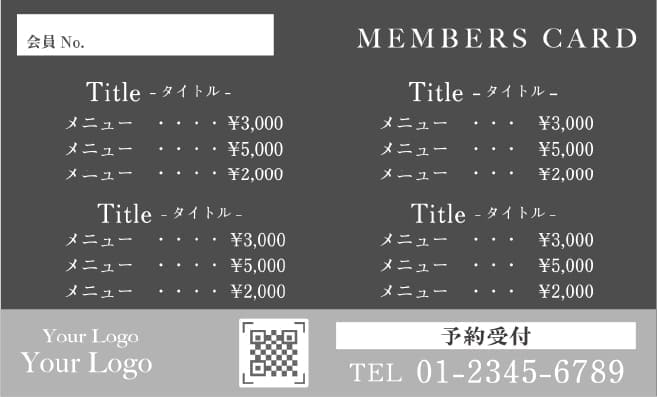 会員 No.
MEMBERS CARD
Title -タイトル-
メニュー ・・・・ ¥3,000
メニュー ・・・・ ¥5,000
メニュー ・・・・ ¥2,000
Title -タイトル-
メニュー ・・・ ¥3,000
メニュー ・・・ ¥5,000
メニュー ・・・ ¥2,000
Title -タイトル-
メニュー ・・・・ ¥3,000
メニュー ・・・・ ¥5,000
メニュー ・・・・ ¥2,000
Title -タイトル-
メニュー ・・・ ¥3,000
メニュー ・・・ ¥5,000
メニュー ・・・ ¥2,000
Your Logo
Your Logo
予約受付
TEL 01-2345-6789